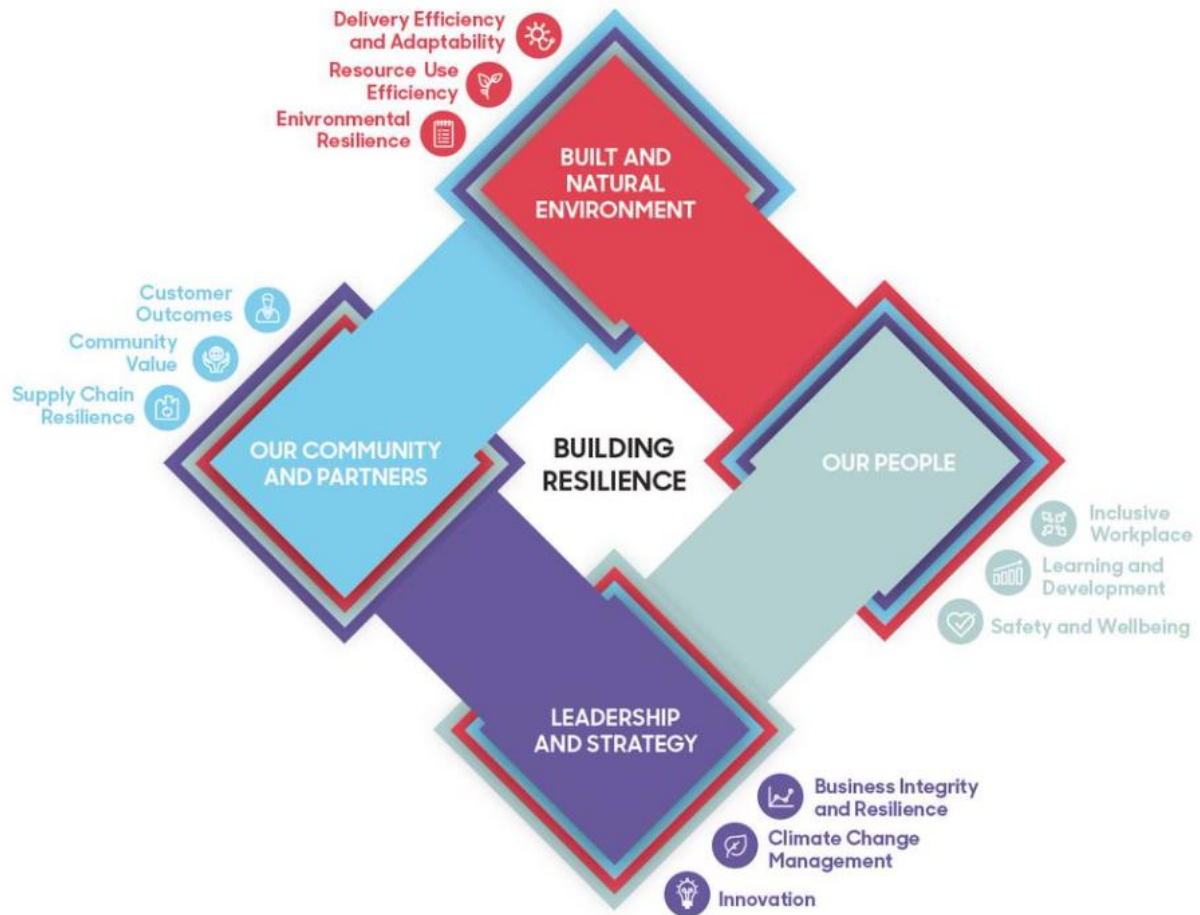 Delivery Efficiency
and Adaptability
Resource Use
Efficiency
Enivronmental
Resilience
BUILT AND
NATURAL
ENVIRONMENT
Customer
Outcomes
Community
Value
Supply Chain
Resilience
OUR COMMUNITY
AND PARTNERS
BUILDING
RESILIENCE
OUR PEOPLE
Inclusive
Workplace
Learning and
Development
Safety and Wellbeing
LEADERSHIP
AND STRATEGY
Business Integrity
and Resilience
Climate Change
Management
Innovation